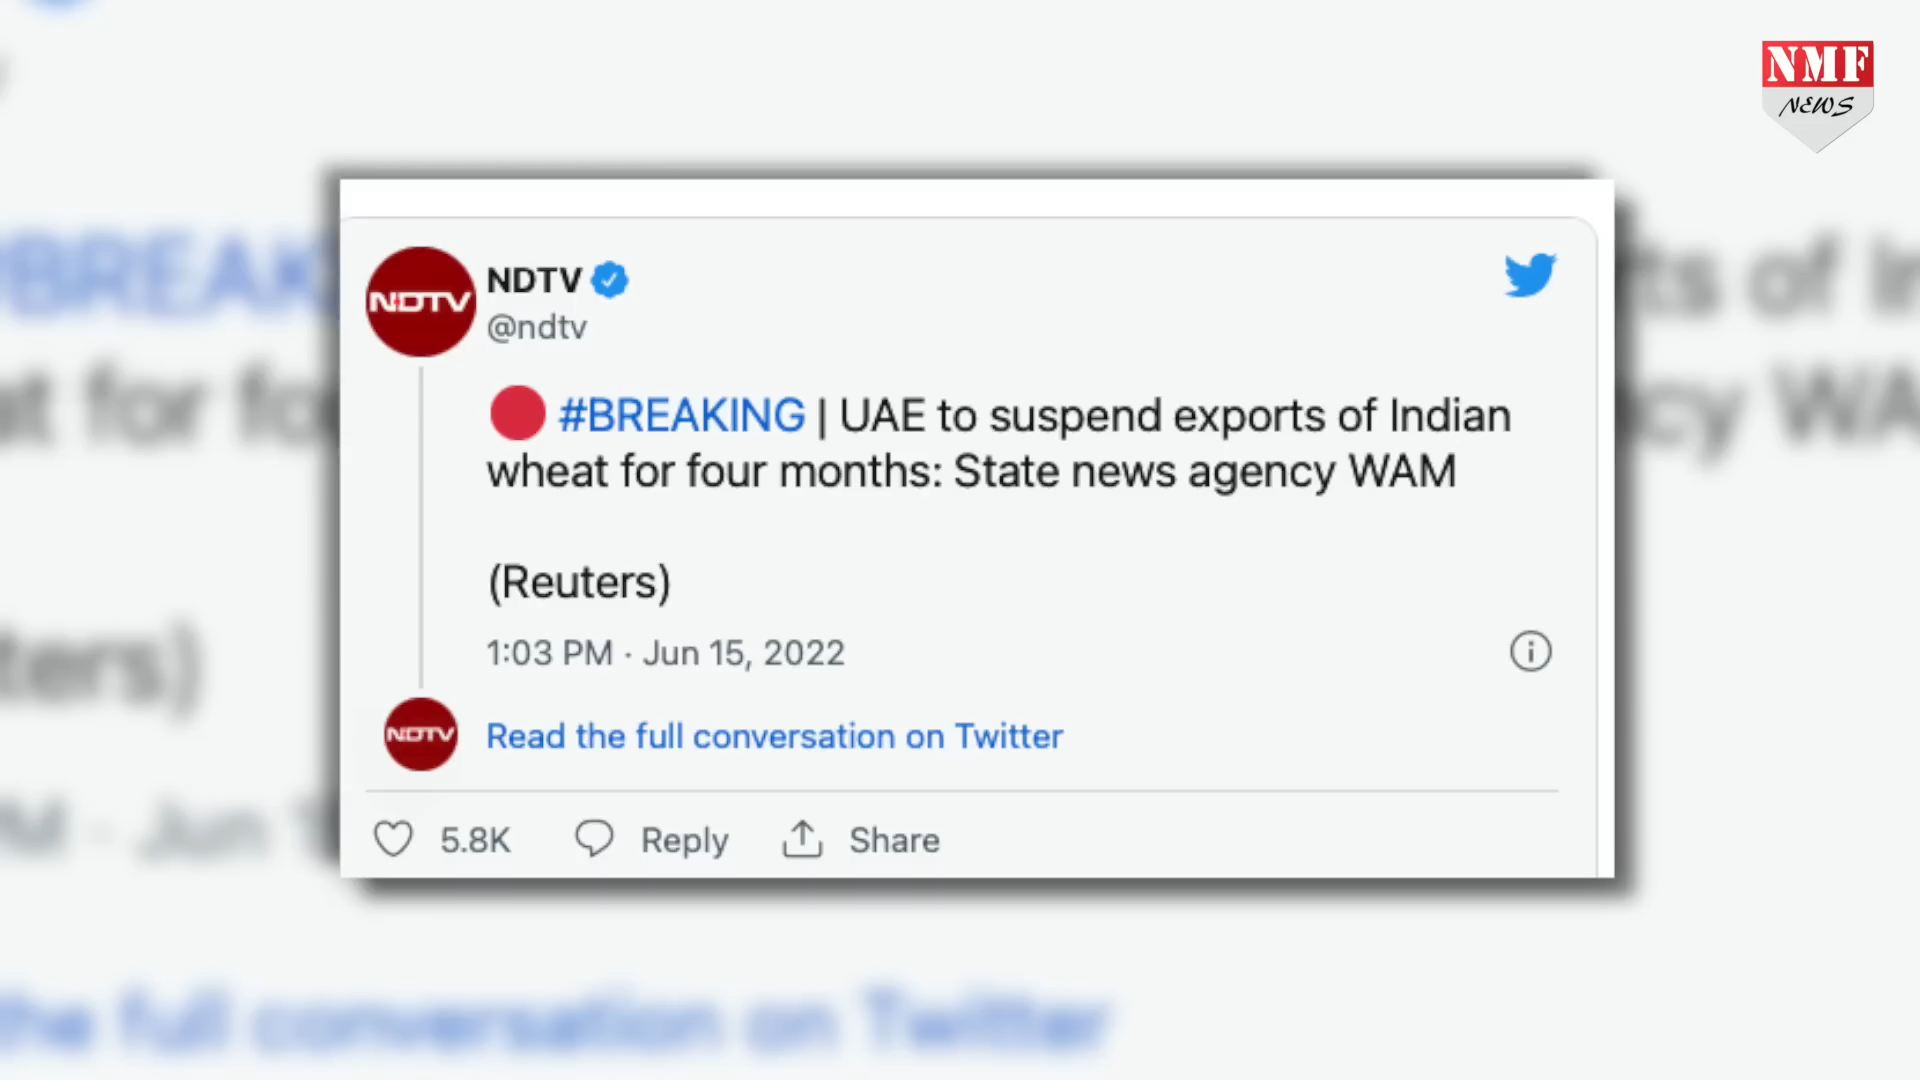 NMF
NEWS
NDTV
NDTV
@ndtv
#BREAKING | UAE to suspend exports of Indian
wheat for four months: State news agency WAM
(Reuters)
1:03 PM · Jun 15, 2022
NDTV
Read the full conversation on Twitter
5.8K
Reply
Share